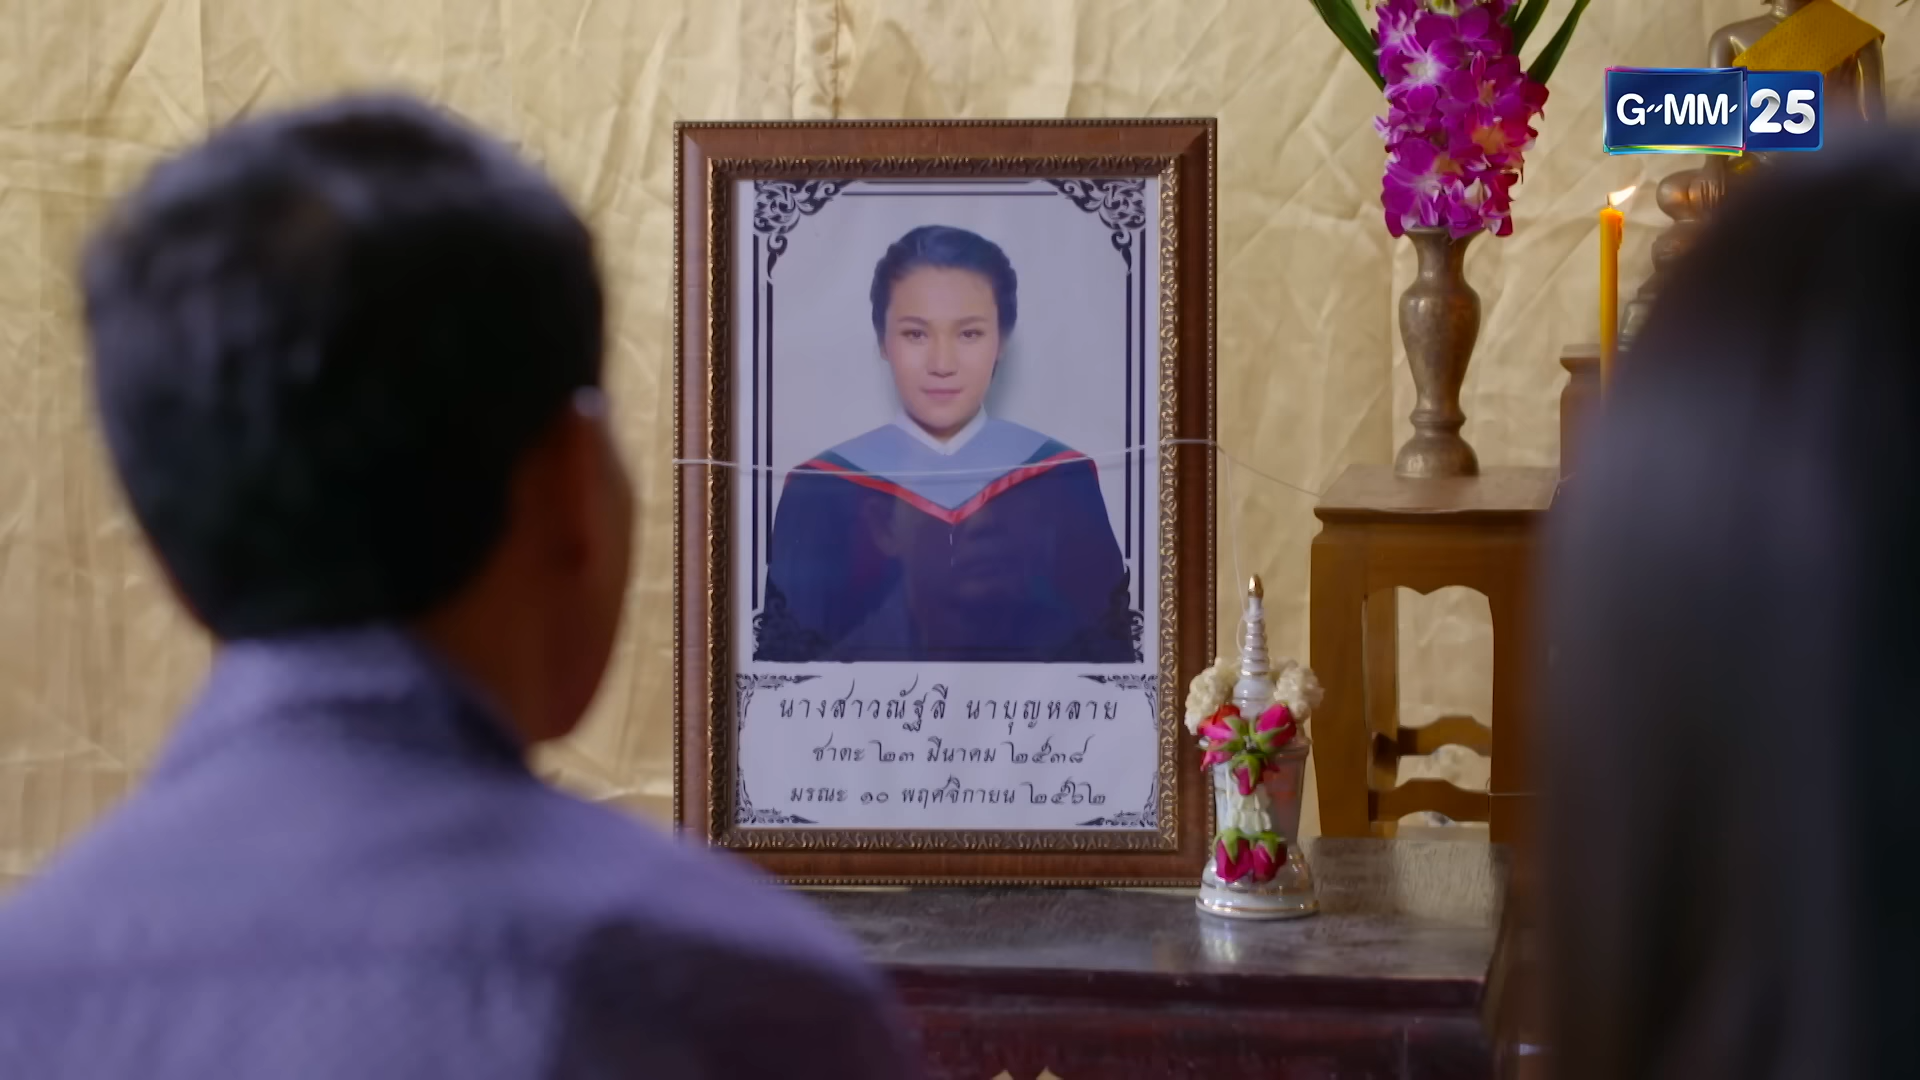 GMM 25
นางสาวณัฐลี นาบุญหลาย
ชาตะ ๒๓ มีนาคม ๒๕๓๘
มรณะ ๑๐ พฤศจิกายน ๒๕๖๒